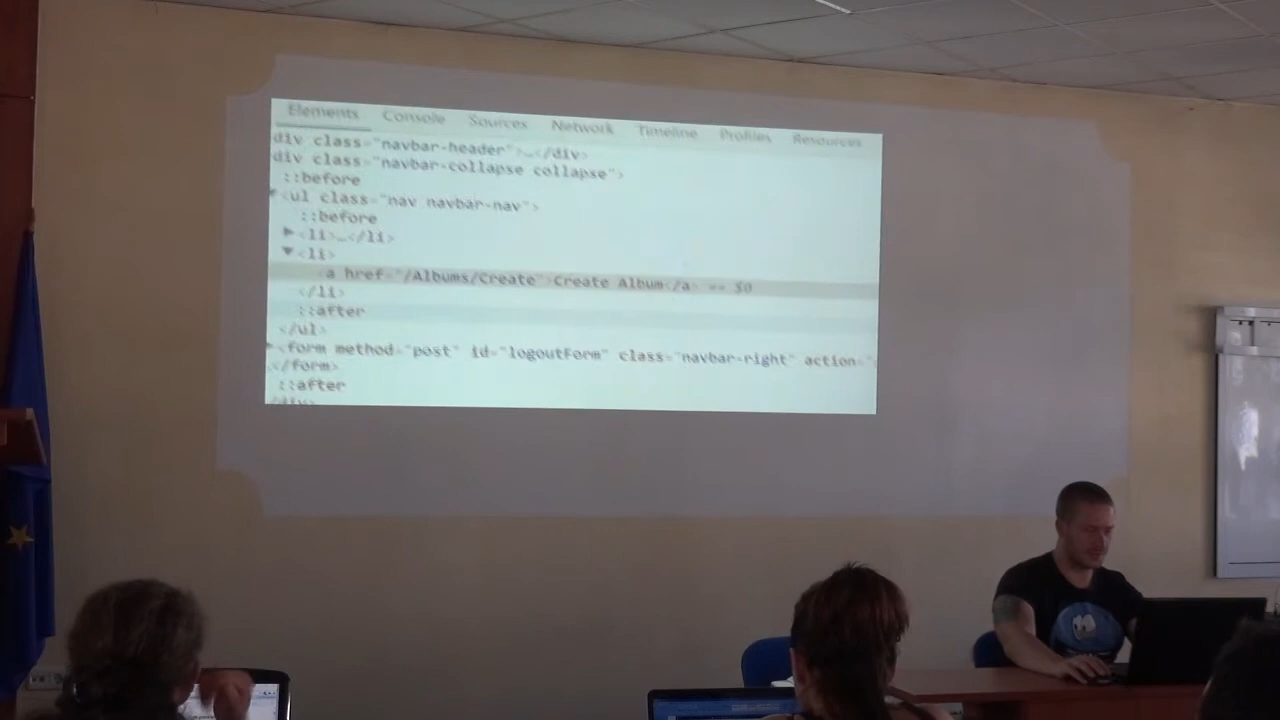 Elements Console Sources Network Timeline Profiles Resources
div class="navbar-header">…</div>
div class="navbar-collapse collapse">
::before
▼<ul class="nav navbar-nav">
::before
▶<li>…</li>
▼<li>
<a href="/Albums/Create">Create Album</a> == $0
</li>
::after
</ul>
▶<form method="post" id="logoutForm" class="navbar-right" action="
…</form>
::after
</div>